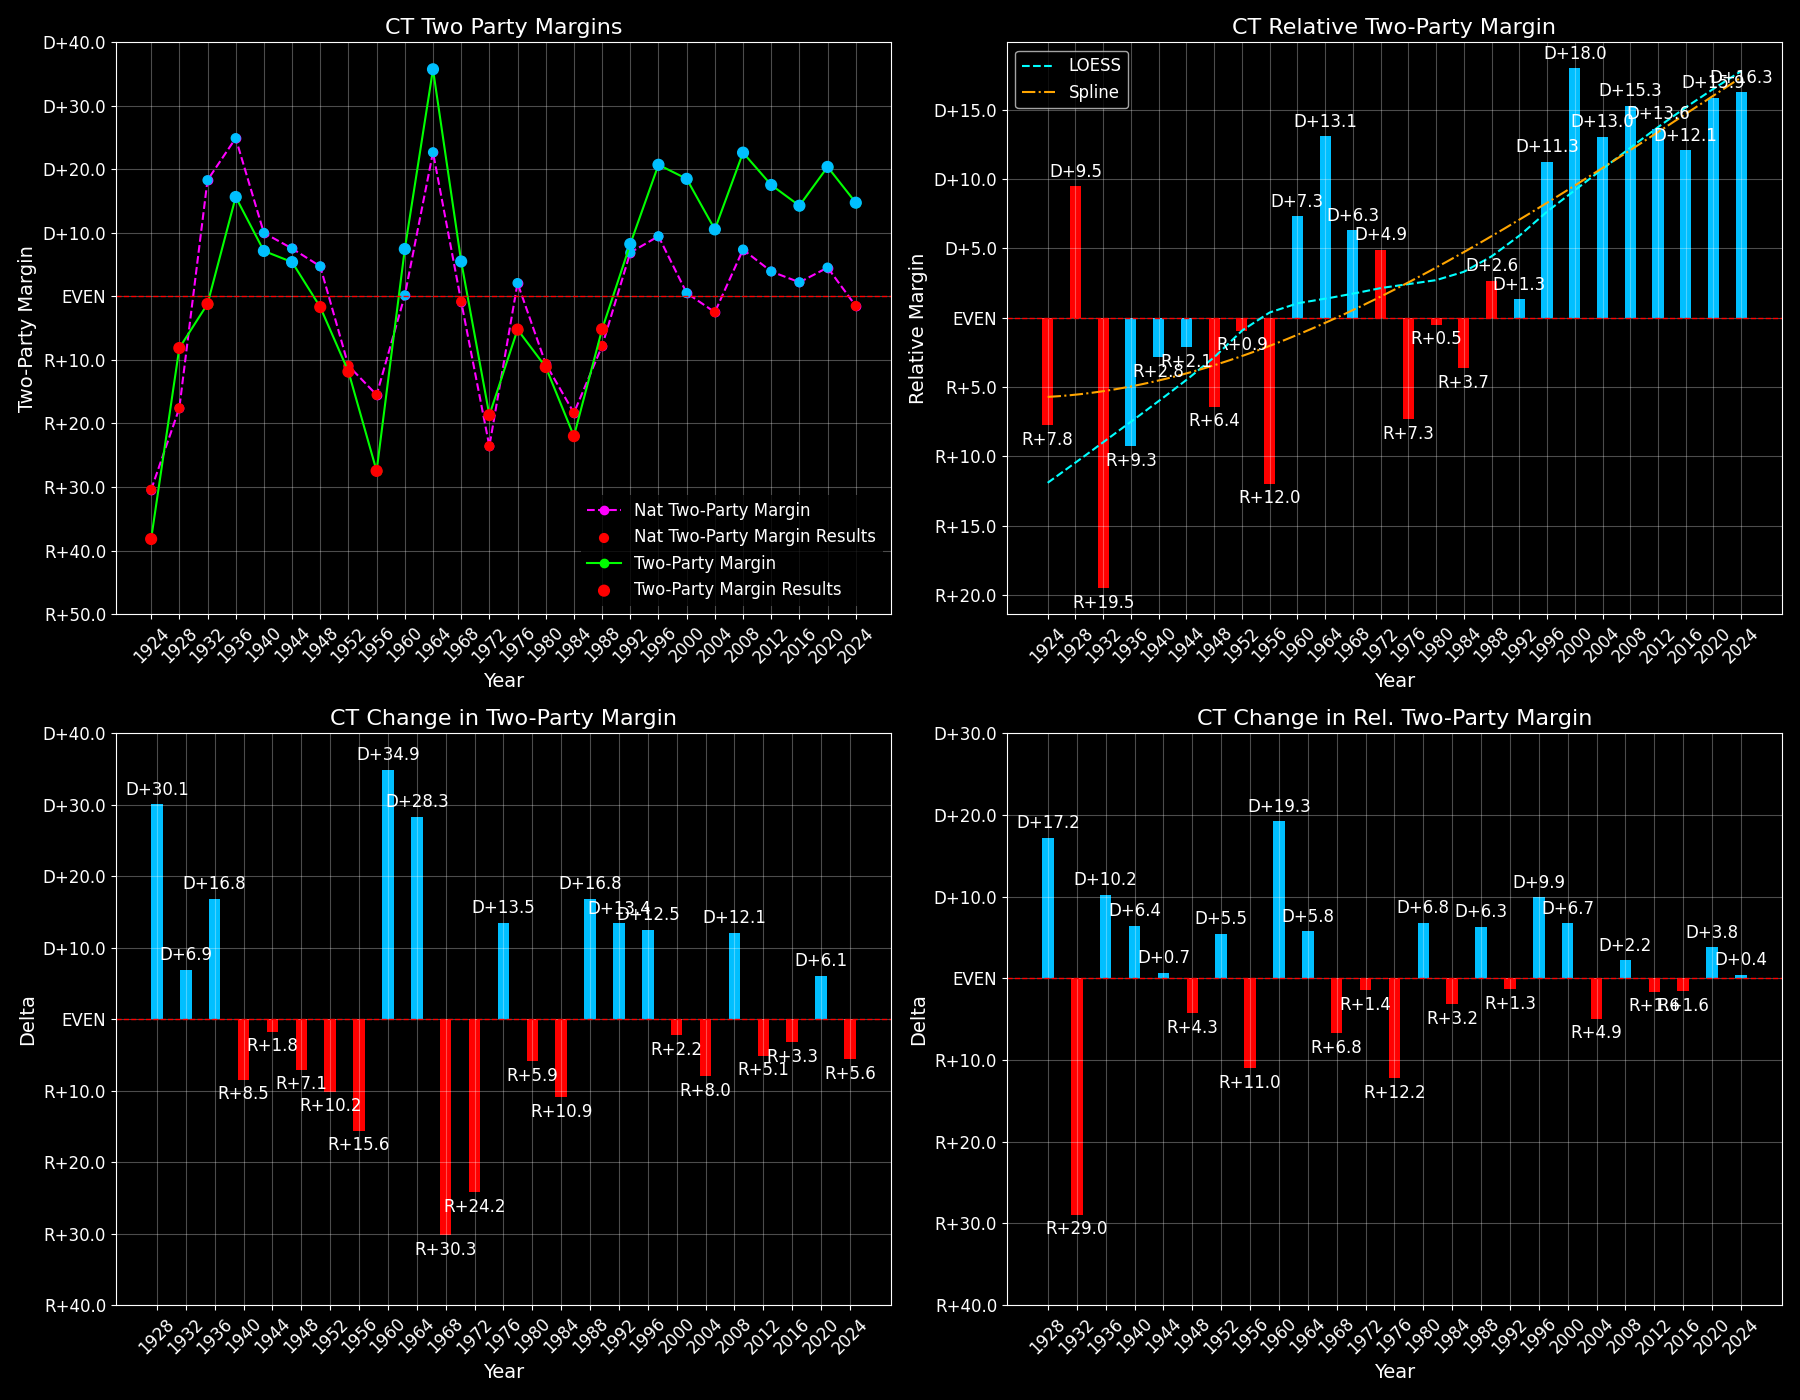 CT Two Party Margins
D+40.0
D+30.0
D+20.0
D+10.0
EVEN
R+10.0
R+20.0
R+30.0
R+40.0
R+50.0
Two-Party Margin
Nat Two-Party Margin
Nat Two-Party Margin Results
Two-Party Margin
Two-Party Margin Results
1924 1928 1932 1936 1940 1944 1948 1952 1956 1960 1964 1968 1972 1976 1980 1984 1988 1992 1996 2000 2004 2008 2012 2016 2020 2024
Year
CT Relative Two-Party Margin
LOESS
Spline
D+15.0
D+10.0
D+5.0
EVEN
R+5.0
R+10.0
R+15.0
R+20.0
Relative Margin
R+7.8
D+9.5
R+19.5
R+9.3
R+2.8
R+2.1
R+6.4
R+0.9
R+12.0
D+7.3
D+13.1
D+6.3
D+4.9
R+7.3
R+0.5
R+3.7
D+2.6
D+1.3
D+11.3
D+18.0
D+13.0
D+15.3
D+13.6
D+12.1
D+15.9
D+16.3
1924 1928 1932 1936 1940 1944 1948 1952 1956 1960 1964 1968 1972 1976 1980 1984 1988 1992 1996 2000 2004 2008 2012 2016 2020 2024
Year
CT Change in Two-Party Margin
D+40.0
D+30.0
D+20.0
D+10.0
EVEN
R+10.0
R+20.0
R+30.0
R+40.0
Delta
D+30.1
D+6.9
D+16.8
R+8.5
R+1.8
R+7.1
R+10.2
R+15.6
D+34.9
D+28.3
R+30.3
R+24.2
D+13.5
R+5.9
R+10.9
D+16.8
D+13.4
D+12.5
R+2.2
R+8.0
D+12.1
R+5.1
R+3.3
D+6.1
R+5.6
1928 1932 1936 1940 1944 1948 1952 1956 1960 1964 1968 1972 1976 1980 1984 1988 1992 1996 2000 2004 2008 2012 2016 2020 2024
Year
CT Change in Rel. Two-Party Margin
D+30.0
D+20.0
D+10.0
EVEN
R+10.0
R+20.0
R+30.0
R+40.0
Delta
D+17.2
R+29.0
D+10.2
D+6.4
D+0.7
R+4.3
D+5.5
R+11.0
D+19.3
D+5.8
R+6.8
R+1.4
R+12.2
D+6.8
R+3.2
D+6.3
R+1.3
D+9.9
D+6.7
R+4.9
D+2.2
R+1.6
R+1.6
D+3.8
D+0.4
1928 1932 1936 1940 1944 1948 1952 1956 1960 1964 1968 1972 1976 1980 1984 1988 1992 1996 2000 2004 2008 2012 2016 2020 2024
Year